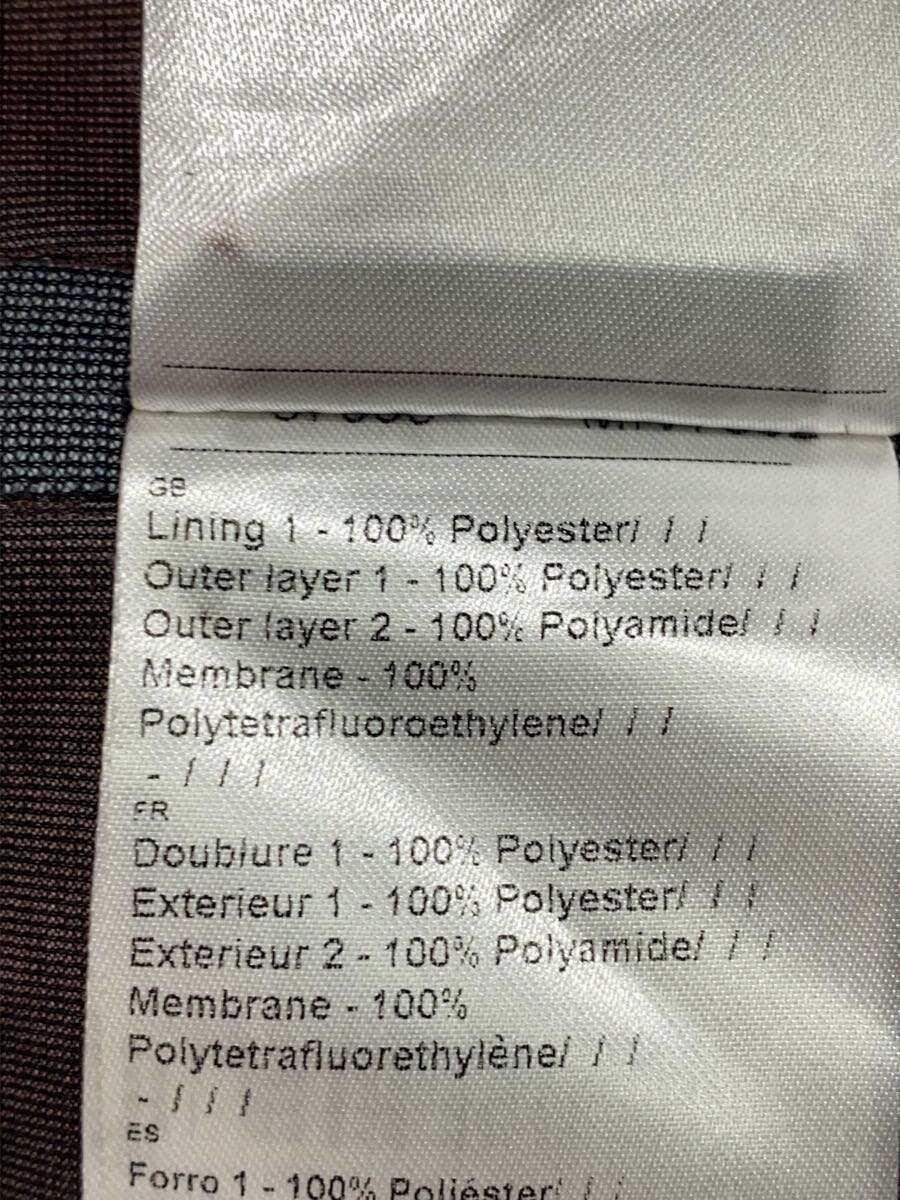 GB
Lining 1 - 100% Polyester/ / /
Outer layer 1 - 100% Polyester/ / /
Outer layer 2 - 100% Polyamide/ / /
Membrane - 100%
Polytetrafluoroethylene/ / /
- / / /
FR
Doublure 1 - 100% Polyester/ / /
Exterieur 1 - 100% Polyester/ / /
Exterieur 2 - 100% Polyamide/ / /
Membrane - 100%
Polytetrafluorethylène/ / /
- / / /
ES
Forro 1 - 100% Poliéster/ / /